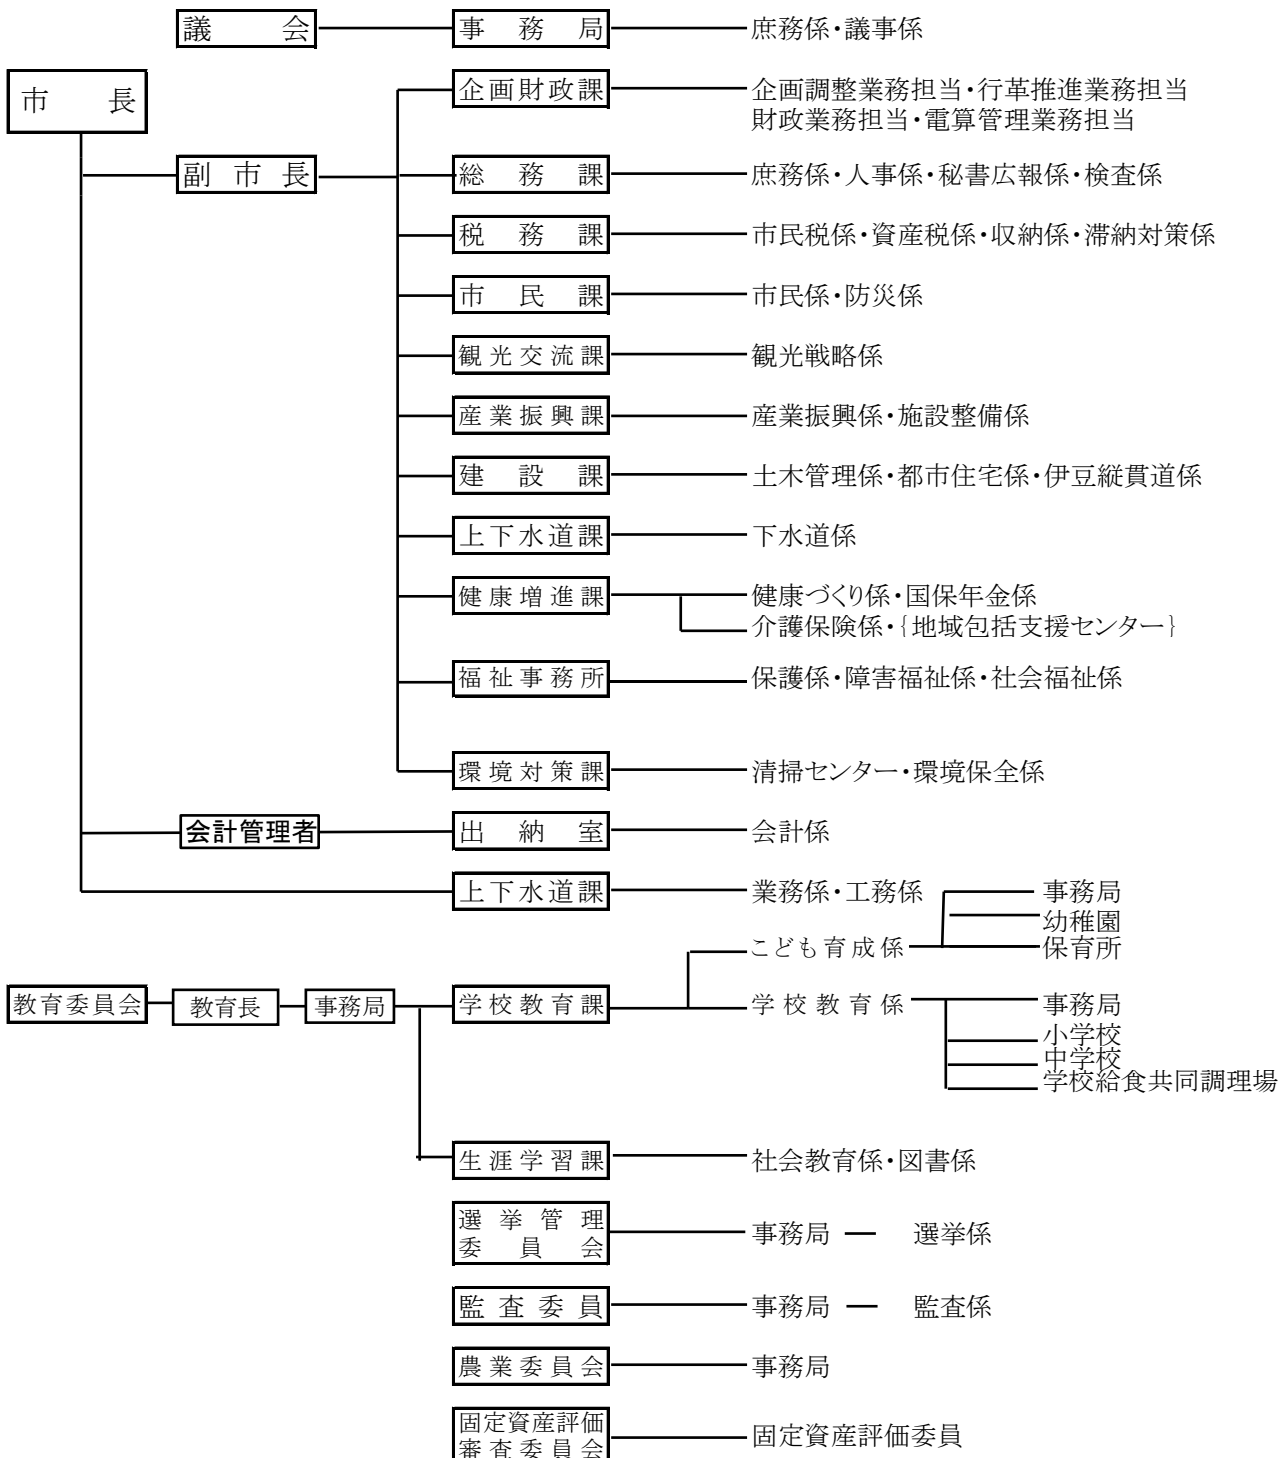 議会 事務局 庶務係・議事係
市長
企画財政課 企画調整業務担当・行革推進業務担当
財政業務担当・電算管理業務担当
副市長 総務課 庶務係・人事係・秘書広報係・検査係
税務課 市民税係・資産税係・収納係・滞納対策係
市民課 市民係・防災係
観光交流課 観光戦略係
産業振興課 産業振興係・施設整備係
建設課 土木管理係・都市住宅係・伊豆縦貫道係
上下水道課 下水道係
健康増進課 健康づくり係・国保年金係
介護保険係・{地域包括支援センター}
福祉事務所 保護係・障害福祉係・社会福祉係
環境対策課 清掃センター・環境保全係
会計管理者 出納室 会計係
上下水道課 業務係・工務係
こども育成係 事務局
幼稚園
保育所
教育委員会 教育長 事務局 学校教育課 学校教育係 事務局
小学校
中学校
学校給食共同調理場
生涯学習課 社会教育係・図書係
選挙管理
委員会
事務局 ― 選挙係
監査委員 事務局 ― 監査係
農業委員会 事務局
固定資産評価
審査委員会
固定資産評価委員